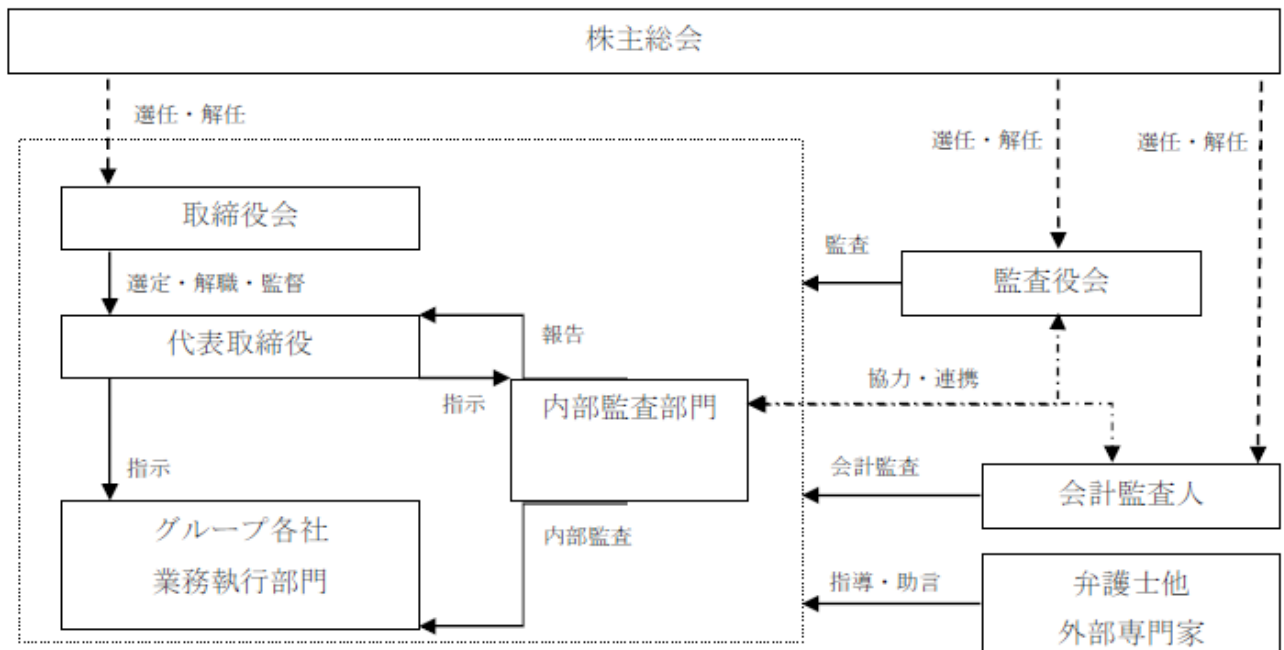 株主総会
選任・解任
選任・解任
選任・解任
取締役会
監査
監査役会
選定・解職・監督
代表取締役
報告
協力・連携
指示
内部監査部門
指示
会計監査
会計監査人
グループ各社
業務執行部門
内部監査
指導・助言
弁護士他
外部専門家